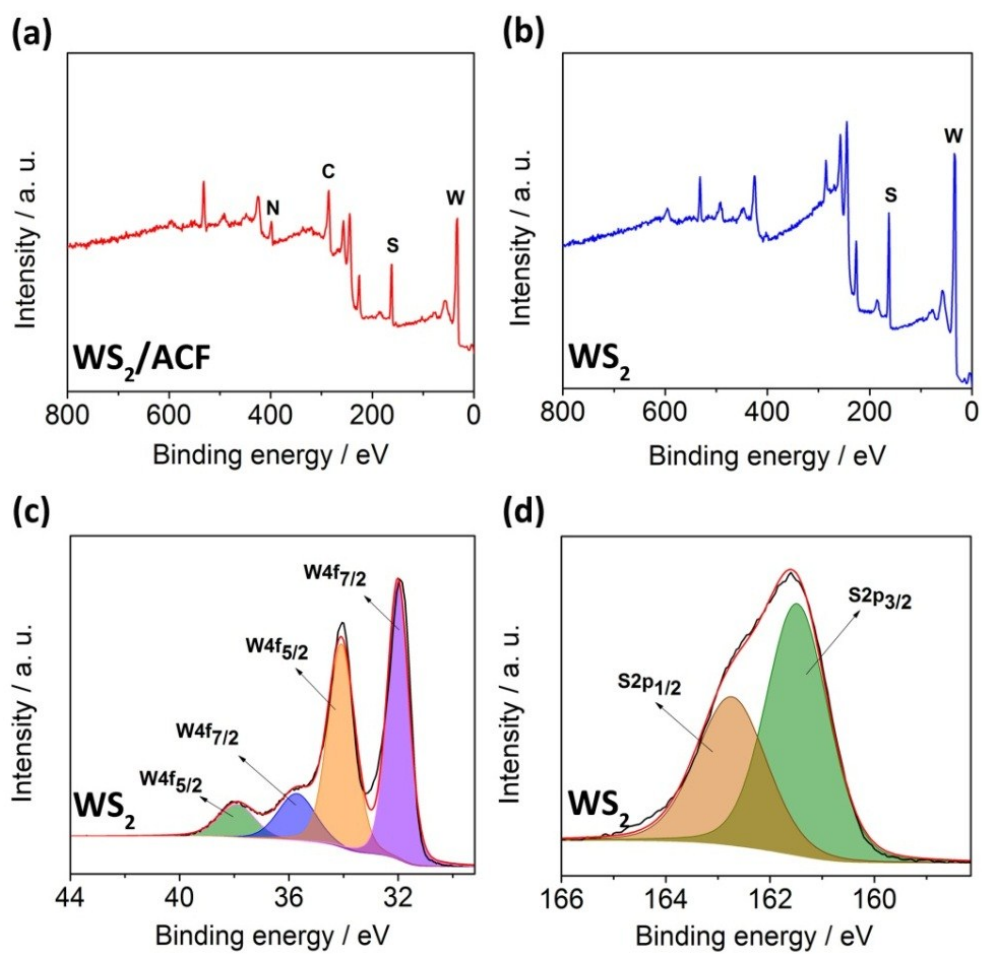 (a)
Intensity / a. u.
N
C
S
W
WS₂/ACF
800 600 400 200 0
Binding energy / eV
(b)
Intensity / a. u.
S
W
WS₂
800 600 400 200 0
Binding energy / eV
(c)
Intensity / a. u.
W4f₇/₂
W4f₅/₂
W4f₇/₂
W4f₅/₂
WS₂
44 40 36 32
Binding energy / eV
(d)
Intensity / a. u.
S2p₃/₂
S2p₁/₂
WS₂
166 164 162 160
Binding energy / eV